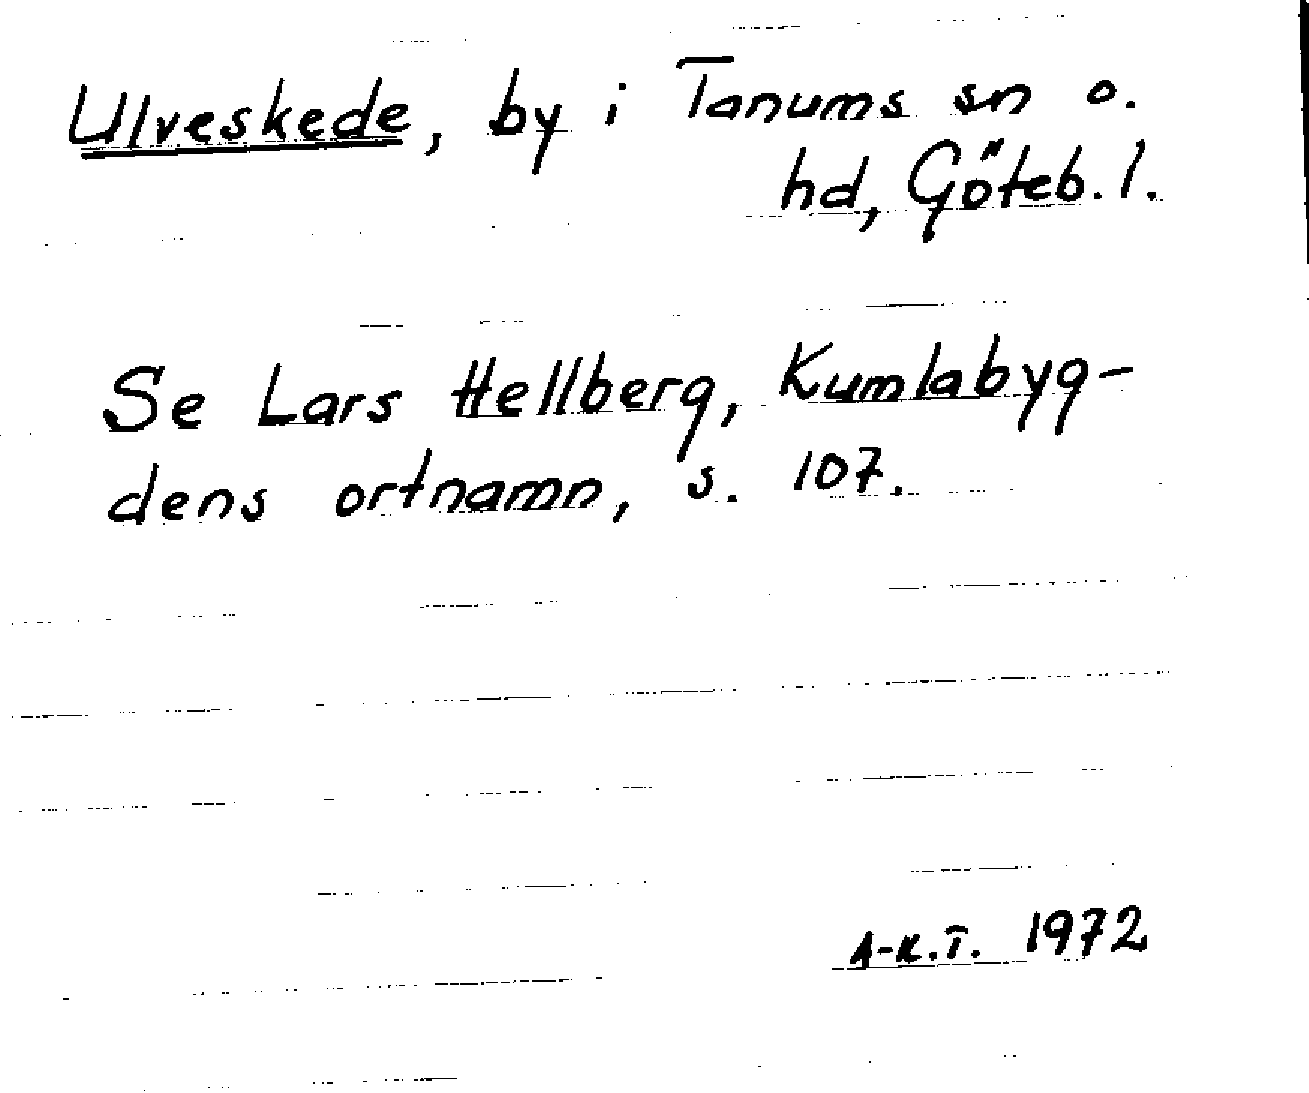 Ulveskede, by i Tanums sn o.
hd, Göteb. l.
Se Lars Hellberg, Kumlabyg-
dens ortnamn, s. 107.
A-K.T. 1972